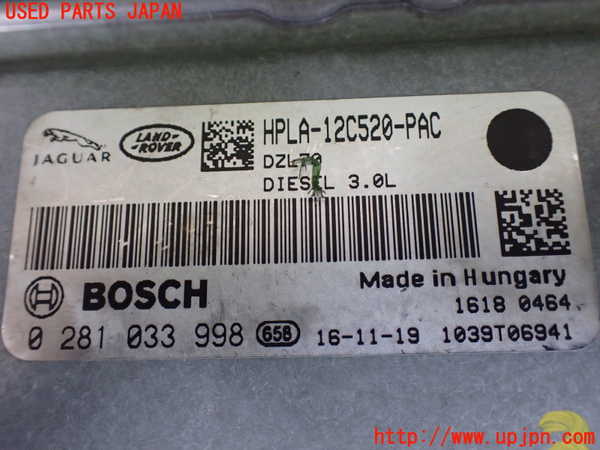 USED PARTS JAPAN
JAGUAR
LAND-ROVER
HPLA-12C520-PAC
DZL70
DIESEL 3.0L
BOSCH
Made in Hungary
1618 0464
0 281 033 998 658 16-11-19 1039T06941
http://www.upjpn.com/